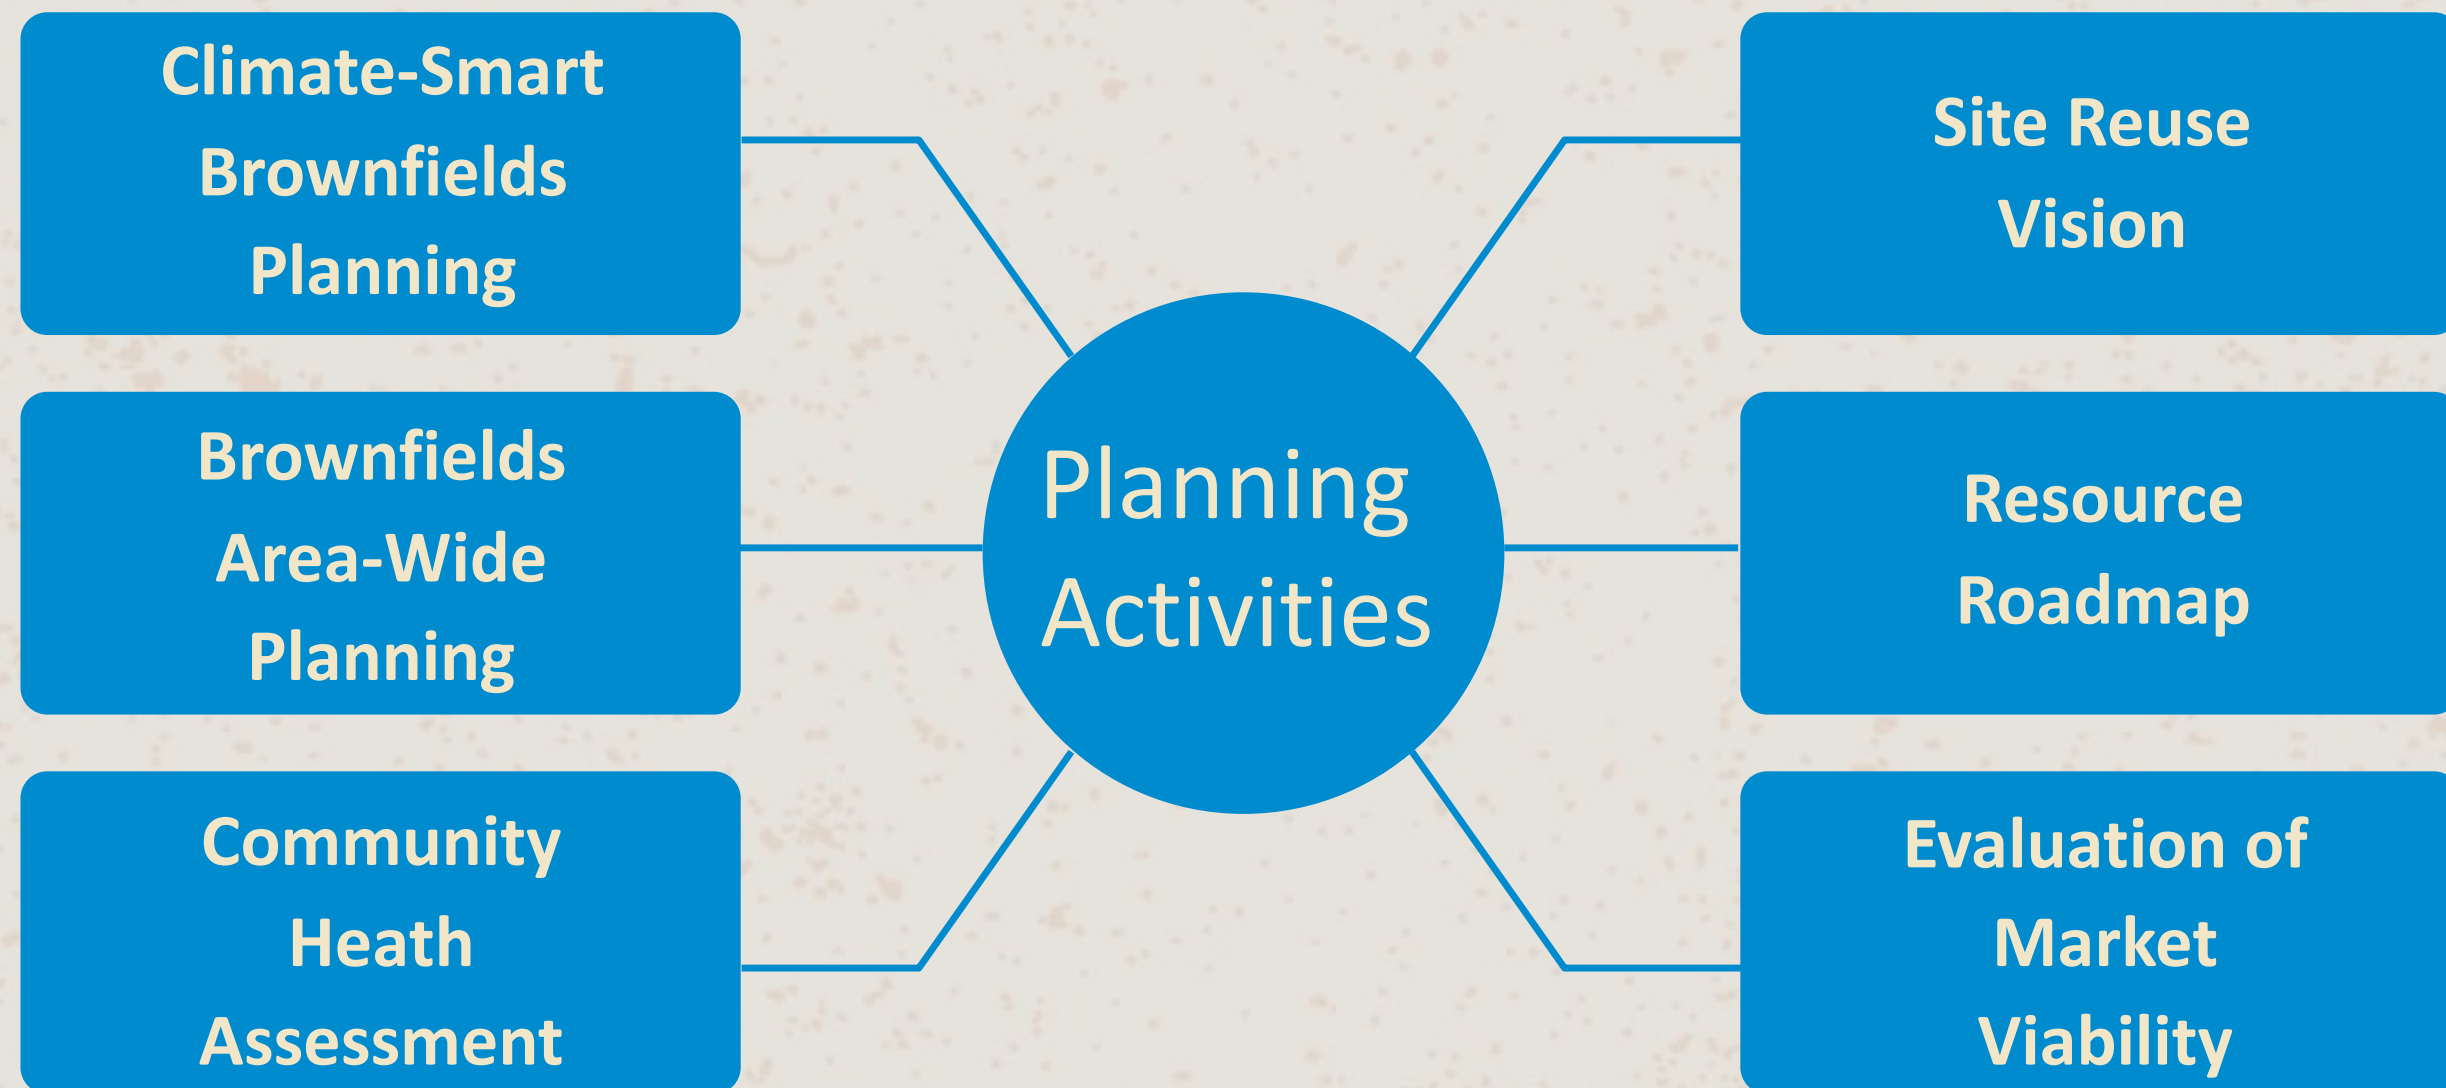 Climate-Smart
Brownfields
Planning
Brownfields
Area-Wide
Planning
Community
Heath
Assessment
Planning
Activities
Site Reuse
Vision
Resource
Roadmap
Evaluation of
Market
Viability